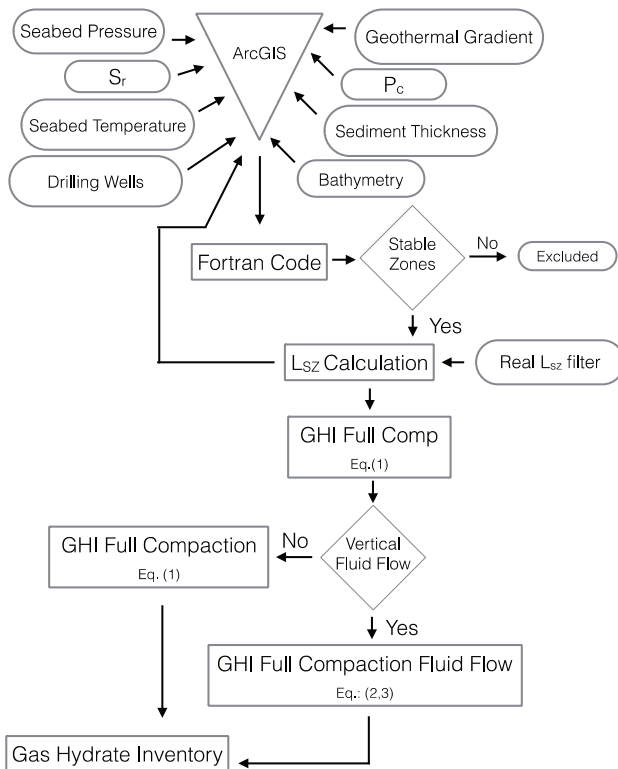 Seabed Pressure
ArcGIS
Geothermal Gradient
Sr
Pc
Seabed Temperature
Sediment Thickness
Drilling Wells
Bathymetry
Fortran Code
Stable
Zones
No
Excluded
Yes
LSZ Calculation
Real Lsz filter
GHI Full Comp
Eq.(1)
GHI Full Compaction
Eq. (1)
No
Vertical
Fluid Flow
Yes
GHI Full Compaction Fluid Flow
Eq.: (2,3)
Gas Hydrate Inventory